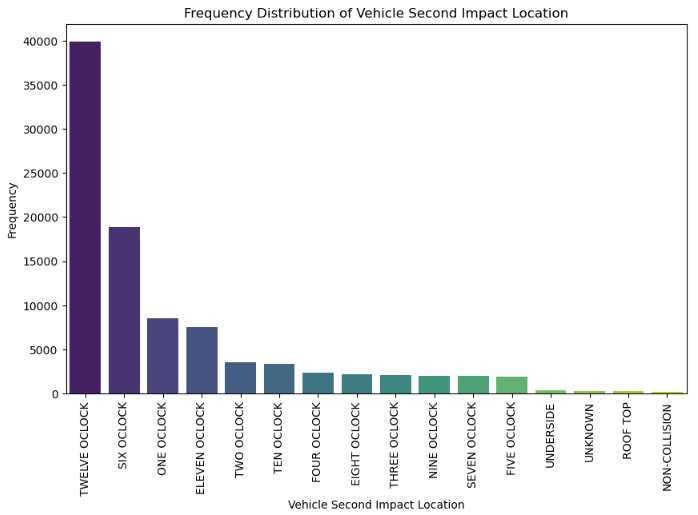 Frequency Distribution of Vehicle Second Impact Location
Frequency
40000
35000
30000
25000
20000
15000
10000
5000
0
TWELVE OCLOCK
SIX OCLOCK
ONE OCLOCK
ELEVEN OCLOCK
TWO OCLOCK
TEN OCLOCK
FOUR OCLOCK
EIGHT OCLOCK
THREE OCLOCK
NINE OCLOCK
SEVEN OCLOCK
FIVE OCLOCK
UNDERSIDE
UNKNOWN
ROOF TOP
NON-COLLISION
Vehicle Second Impact Location